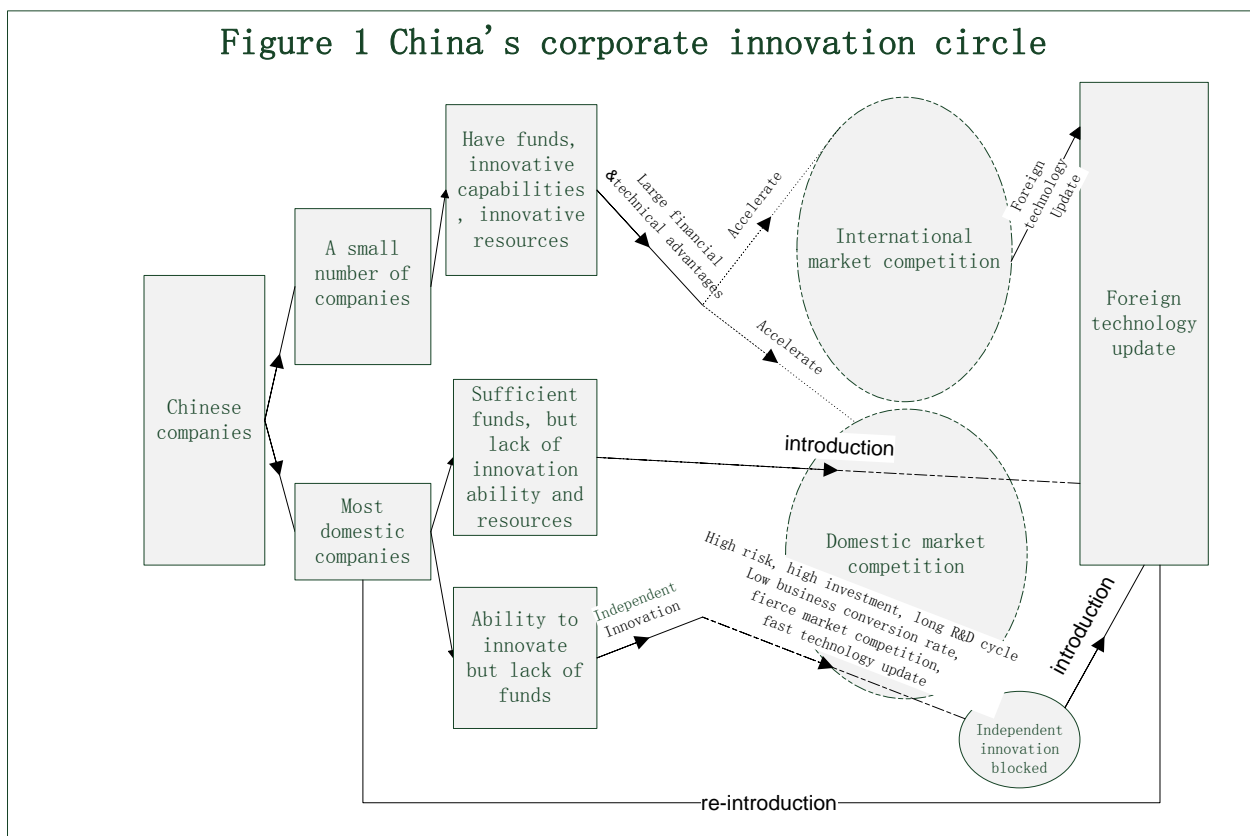 Figure 1 China's corporate innovation circle
Have funds,
innovative
capabilities
, innovative
resources
A small
number of
companies
Chinese
companies
Most
domestic
companies
Sufficient
funds, but
lack of
innovation
ability and
resources
Ability to
innovate
but lack of
funds
Large financial
&technical advantages
Accelerate
Accelerate
International
market competition
Foreign
technology
Update
Foreign
technology
update
introduction
Domestic market
competition
Independent
Innovation
High risk, high investment, long R&D cycle
Low business conversion rate,
fierce market competition,
fast technology update
Independent
innovation
blocked
introduction
re-introduction